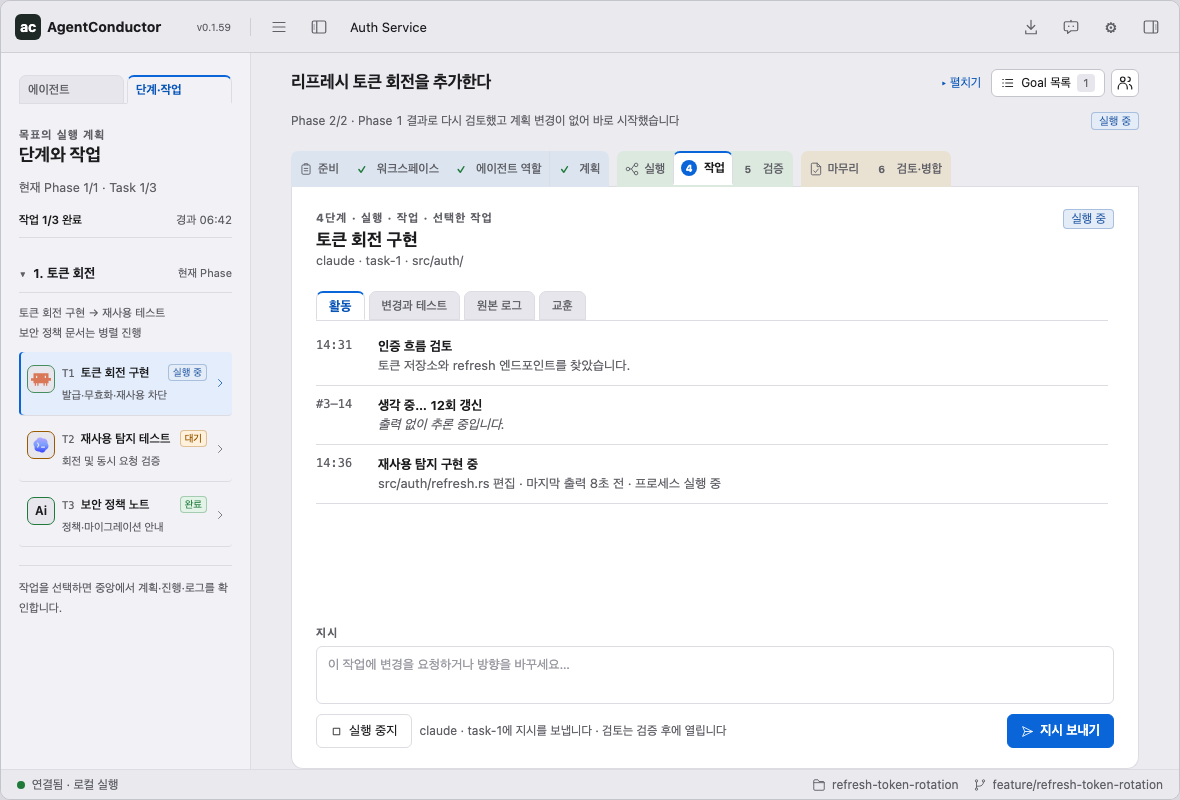 ac AgentConductor v0.1.59 Auth Service
에이전트 단계·작업
목표의 실행 계획
단계와 작업
현재 Phase 1/1 · Task 1/3
작업 1/3 완료 경과 06:42
▾ 1. 토큰 회전 현재 Phase
토큰 회전 구현 → 재사용 테스트
보안 정책 문서는 병렬 진행
T1 토큰 회전 구현 실행 중
발급·무효화·재사용 차단
T2 재사용 탐지 테스트 대기
회전 및 동시 요청 검증
Ai T3 보안 정책 노트 완료
정책·마이그레이션 안내
작업을 선택하면 중앙에서 계획·진행·로그를 확
인합니다.
리프레시 토큰 회전을 추가한다 ▸ 펼치기 Goal 목록 1
Phase 2/2 · Phase 1 결과로 다시 검토했고 계획 변경이 없어 바로 시작했습니다 실행 중
준비 ✓ 워크스페이스 ✓ 에이전트 역할 ✓ 계획 실행 4 작업 5 검증 마무리 6 검토·병합
4단계 · 실행 · 작업 · 선택한 작업 실행 중
토큰 회전 구현
claude · task-1 · src/auth/
활동 변경과 테스트 원본 로그 교훈
14:31 인증 흐름 검토
토큰 저장소와 refresh 엔드포인트를 찾았습니다.
#3–14 생각 중… 12회 갱신
출력 없이 추론 중입니다.
14:36 재사용 탐지 구현 중
src/auth/refresh.rs 편집 · 마지막 출력 8초 전 · 프로세스 실행 중
지시
이 작업에 변경을 요청하거나 방향을 바꾸세요…
실행 중지 claude · task-1에 지시를 보냅니다 · 검토는 검증 후에 열립니다 지시 보내기
연결됨 · 로컬 실행 refresh-token-rotation feature/refresh-token-rotation